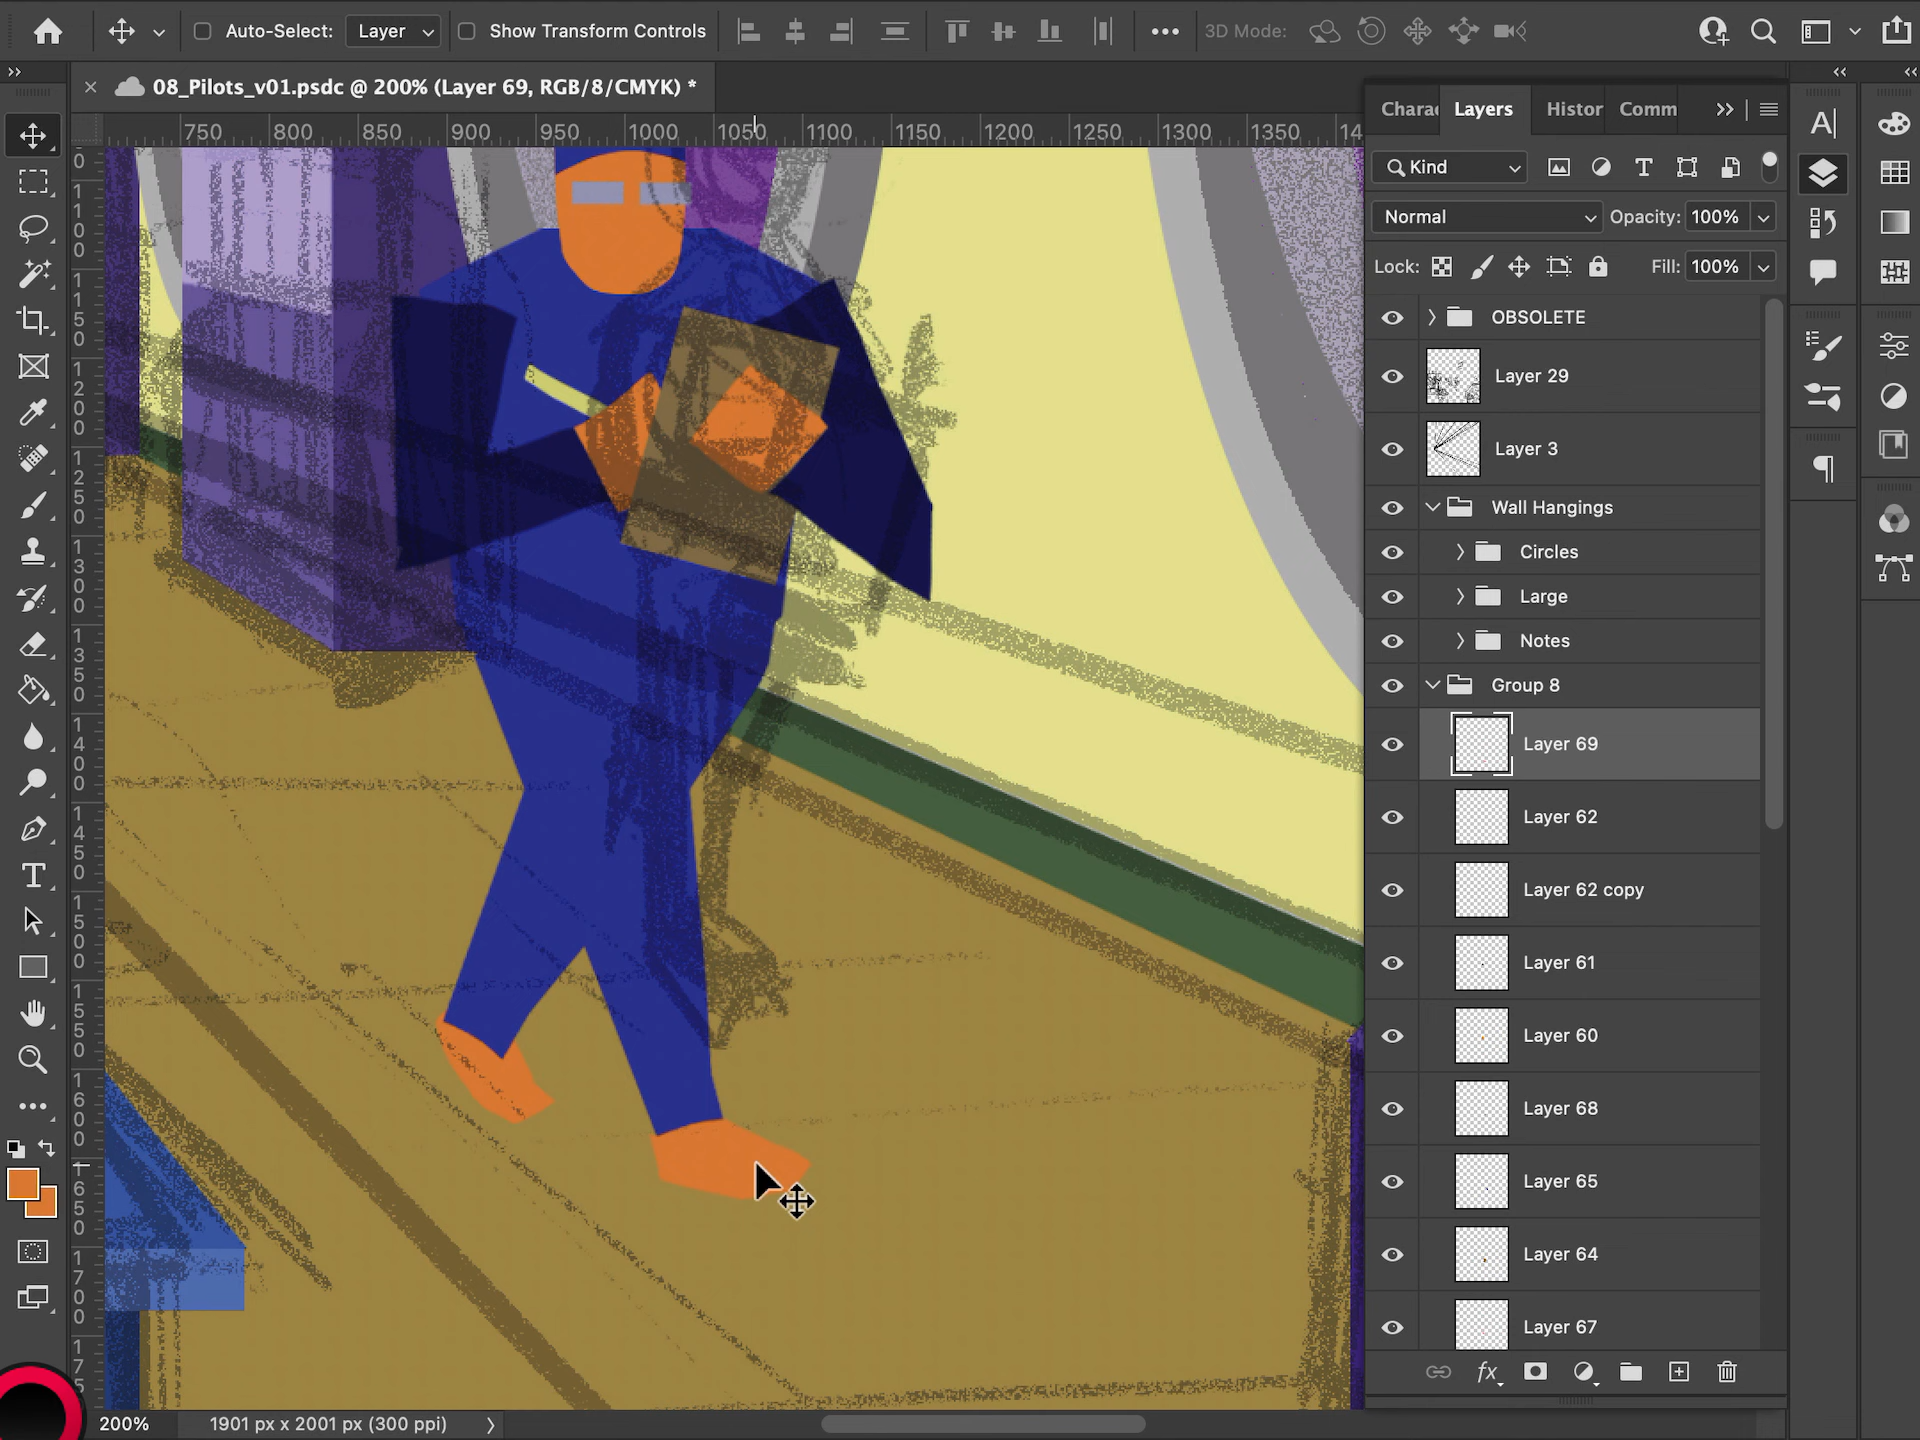 Auto-Select: Layer Show Transform Controls 3D Mode:
08_Pilots_v01.psdc @ 200% (Layer 69, RGB/8/CMYK) *
750 800 850 900 950 1000 1050 1100 1150 1200 1250 1300 1350 14
Charac Layers Histor Comm
Kind
Normal Opacity: 100%
Lock: Fill: 100%
OBSOLETE
Layer 29
Layer 3
Wall Hangings
Circles
Large
Notes
Group 8
Layer 69
Layer 62
Layer 62 copy
Layer 61
Layer 60
Layer 68
Layer 65
Layer 64
Layer 67
fx
200% 1901 px x 2001 px (300 ppi)